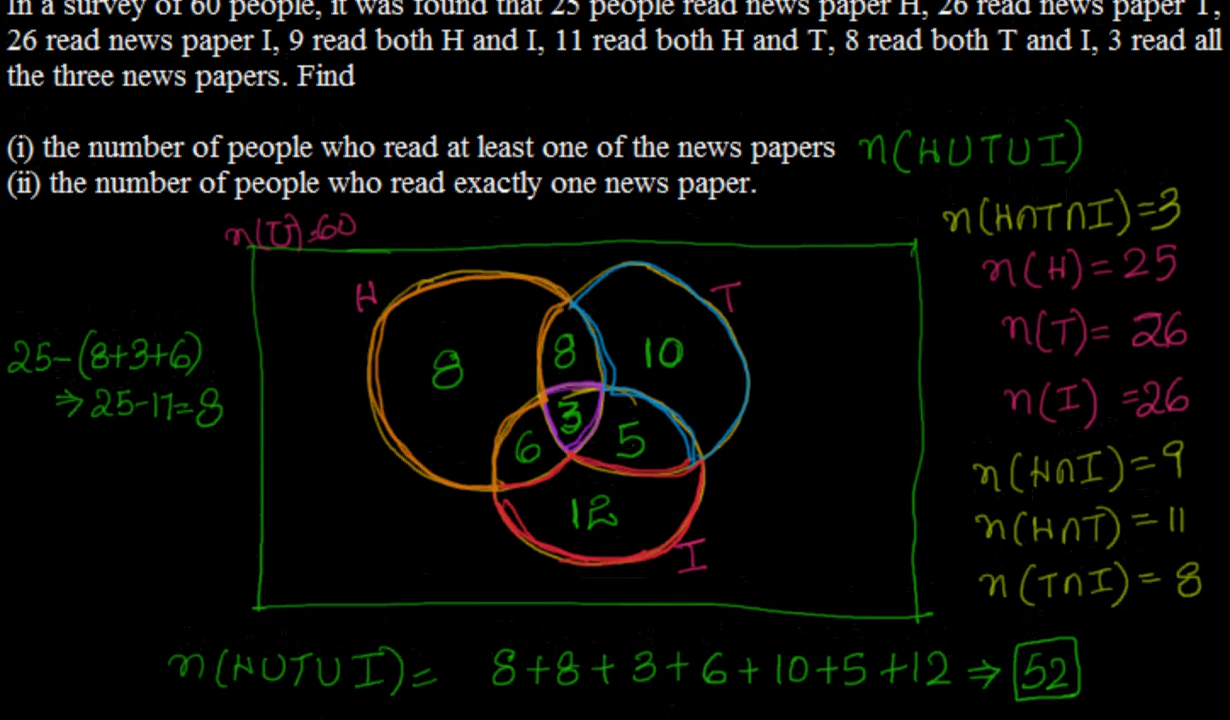 In a survey of 60 people, it was found that 25 people read news paper H, 26 read news paper T,
26 read news paper I, 9 read both H and I, 11 read both H and T, 8 read both T and I, 3 read all
the three news papers. Find
(i) the number of people who read at least one of the news papers n(HUTUI)
(ii) the number of people who read exactly one news paper.
n(U)=60
n(H∩T∩I)=3
n(H)=25
H
T
n(T)= 26
25-(8+3+6)
⇒25-17=8
8
8
10
n(I) =26
3
6
5
n(H∩I)=9
12
n(H∩T)=11
I
n(T∩I)=8
n(HUTUI)= 8+8+3+6+10+5+12 ⇒ 52